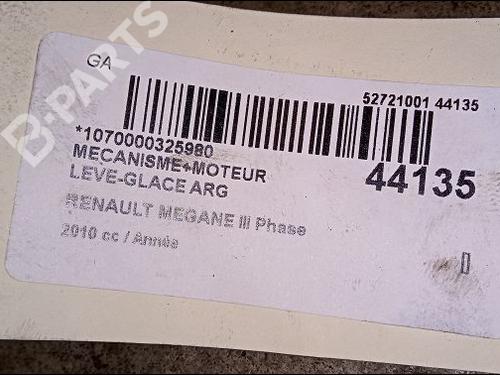 GA
52721001 44135
*1070000325980
MECANISME+MOTEUR
LEVE-GLACE ARG
44135
RENAULT MEGANE III Phase
2010 cc / Année
B-PARTS